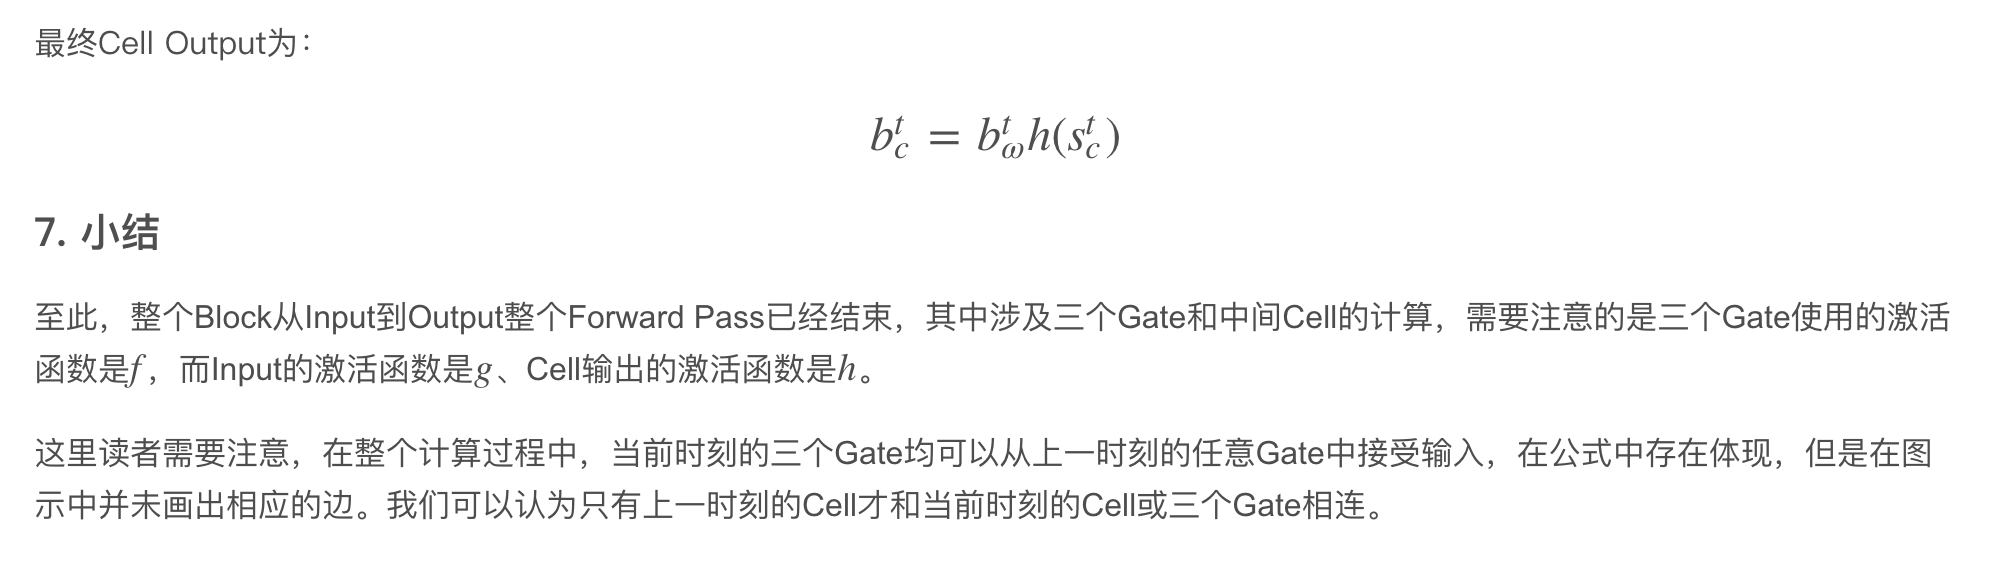 最终Cell Output为：
b_c^t = b_ω^t h(s_c^t)
7. 小结
至此，整个Block从Input到Output整个Forward Pass已经结束，其中涉及三个Gate和中间Cell的计算，需要注意的是三个Gate使用的激活
函数是f，而Input的激活函数是g、Cell输出的激活函数是h。
这里读者需要注意，在整个计算过程中，当前时刻的三个Gate均可以从上一时刻的任意Gate中接受输入，在公式中存在体现，但是在图
示中并未画出相应的边。我们可以认为只有上一时刻的Cell才和当前时刻的Cell或三个Gate相连。